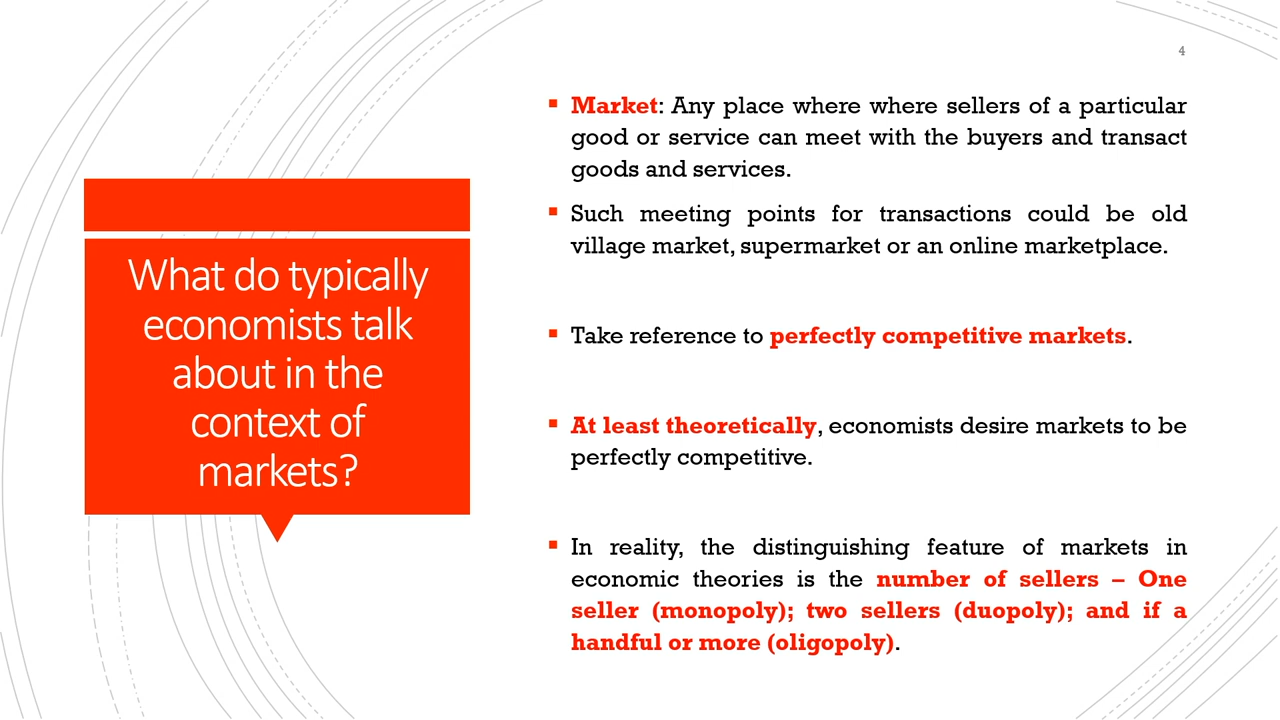 4
What do typically
economists talk
about in the
context of
markets?
▪ Market: Any place where where sellers of a particular
good or service can meet with the buyers and transact
goods and services.
▪ Such meeting points for transactions could be old
village market, supermarket or an online marketplace.
▪ Take reference to perfectly competitive markets.
▪ At least theoretically, economists desire markets to be
perfectly competitive.
▪ In reality, the distinguishing feature of markets in
economic theories is the number of sellers – One
seller (monopoly); two sellers (duopoly); and if a
handful or more (oligopoly).